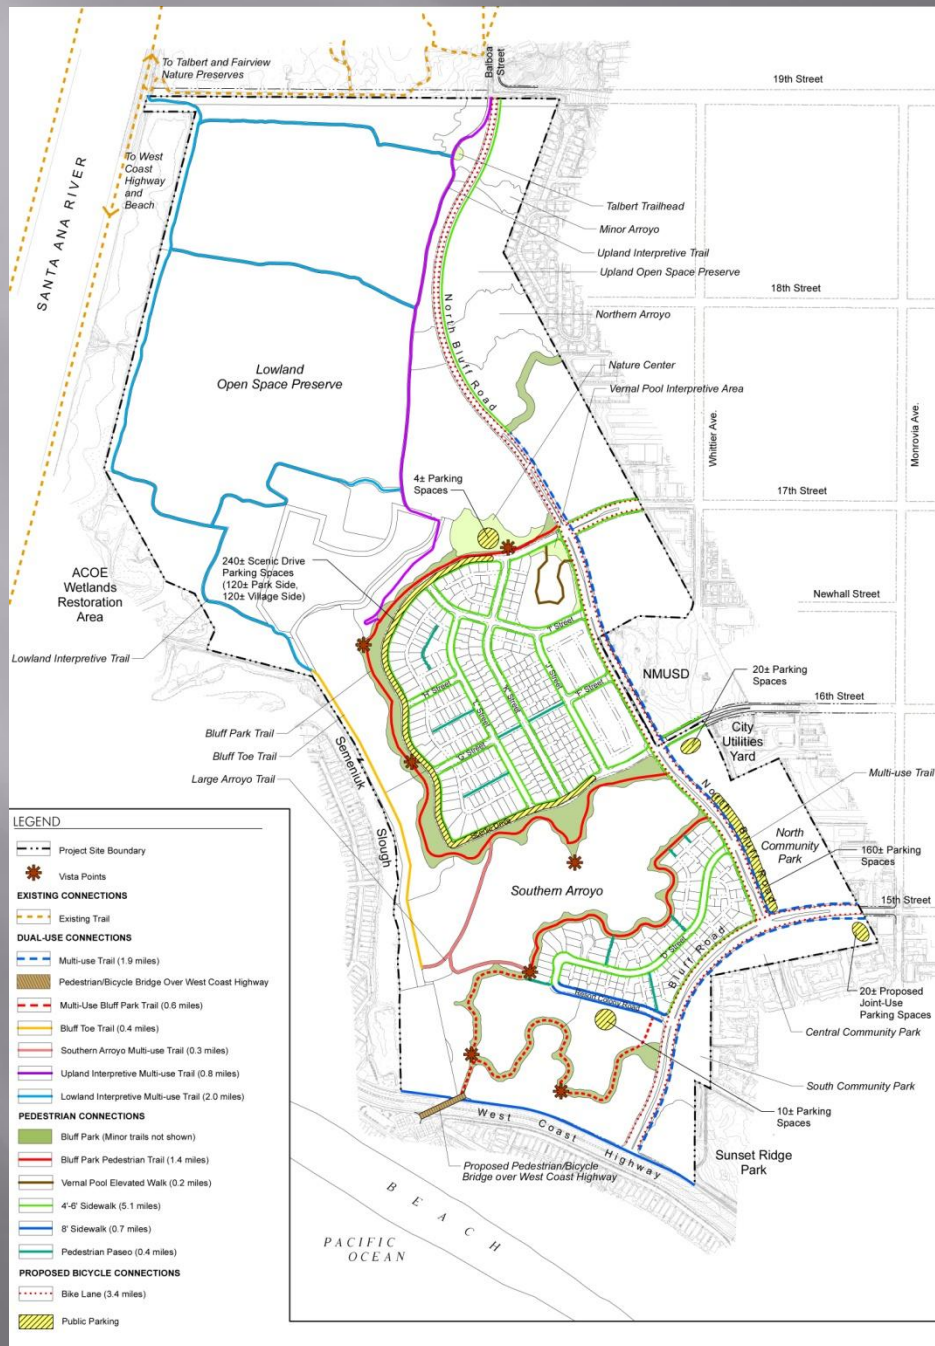 To Talbert and Fairview
Nature Preserves
Balboa
Street
19th Street
SANTA ANA RIVER
To West
Coast
Highway
and
Beach
Talbert Trailhead
Minor Arroyo
Upland Interpretive Trail
Upland Open Space Preserve
18th Street
Northern Arroyo
North Bluff Road
Lowland
Open Space Preserve
Nature Center
Vernal Pool Interpretive Area
Whittier Ave.
Monrovia Ave.
4± Parking
Spaces
17th Street
240± Scenic Drive
Parking Spaces
(120± Park Side,
120± Village Side)
ACOE
Wetlands
Restoration
Area
Newhall Street
Lowland Interpretive Trail
NMUSD
20± Parking
Spaces
16th Street
City
Utilities
Yard
Bluff Park Trail
Bluff Toe Trail
Large Arroyo Trail
Semeniuk
Slough
Multi-use Trail
North Bluff Road
North
Community
Park
160± Parking
Spaces
15th Street
Southern Arroyo
Bluff Road
20± Proposed
Joint-Use
Parking Spaces
Central Community Park
South Community Park
10± Parking
Spaces
Sunset Ridge
Park
West Coast Highway
Proposed Pedestrian/Bicycle
Bridge over West Coast Highway
BEACH
PACIFIC
OCEAN
LEGEND
Project Site Boundary
Vista Points
EXISTING CONNECTIONS
Existing Trail
DUAL-USE CONNECTIONS
Multi-use Trail (1.9 miles)
Pedestrian/Bicycle Bridge Over West Coast Highway
Multi-Use Bluff Park Trail (0.6 miles)
Bluff Toe Trail (0.4 miles)
Southern Arroyo Multi-use Trail (0.3 miles)
Upland Interpretive Multi-use Trail (0.8 miles)
Lowland Interpretive Multi-use Trail (2.0 miles)
PEDESTRIAN CONNECTIONS
Bluff Park (Minor trails not shown)
Bluff Park Pedestrian Trail (1.4 miles)
Vernal Pool Elevated Walk (0.2 miles)
4'-6' Sidewalk (5.1 miles)
8' Sidewalk (0.7 miles)
Pedestrian Paseo (0.4 miles)
PROPOSED BICYCLE CONNECTIONS
Bike Lane (3.4 miles)
Public Parking